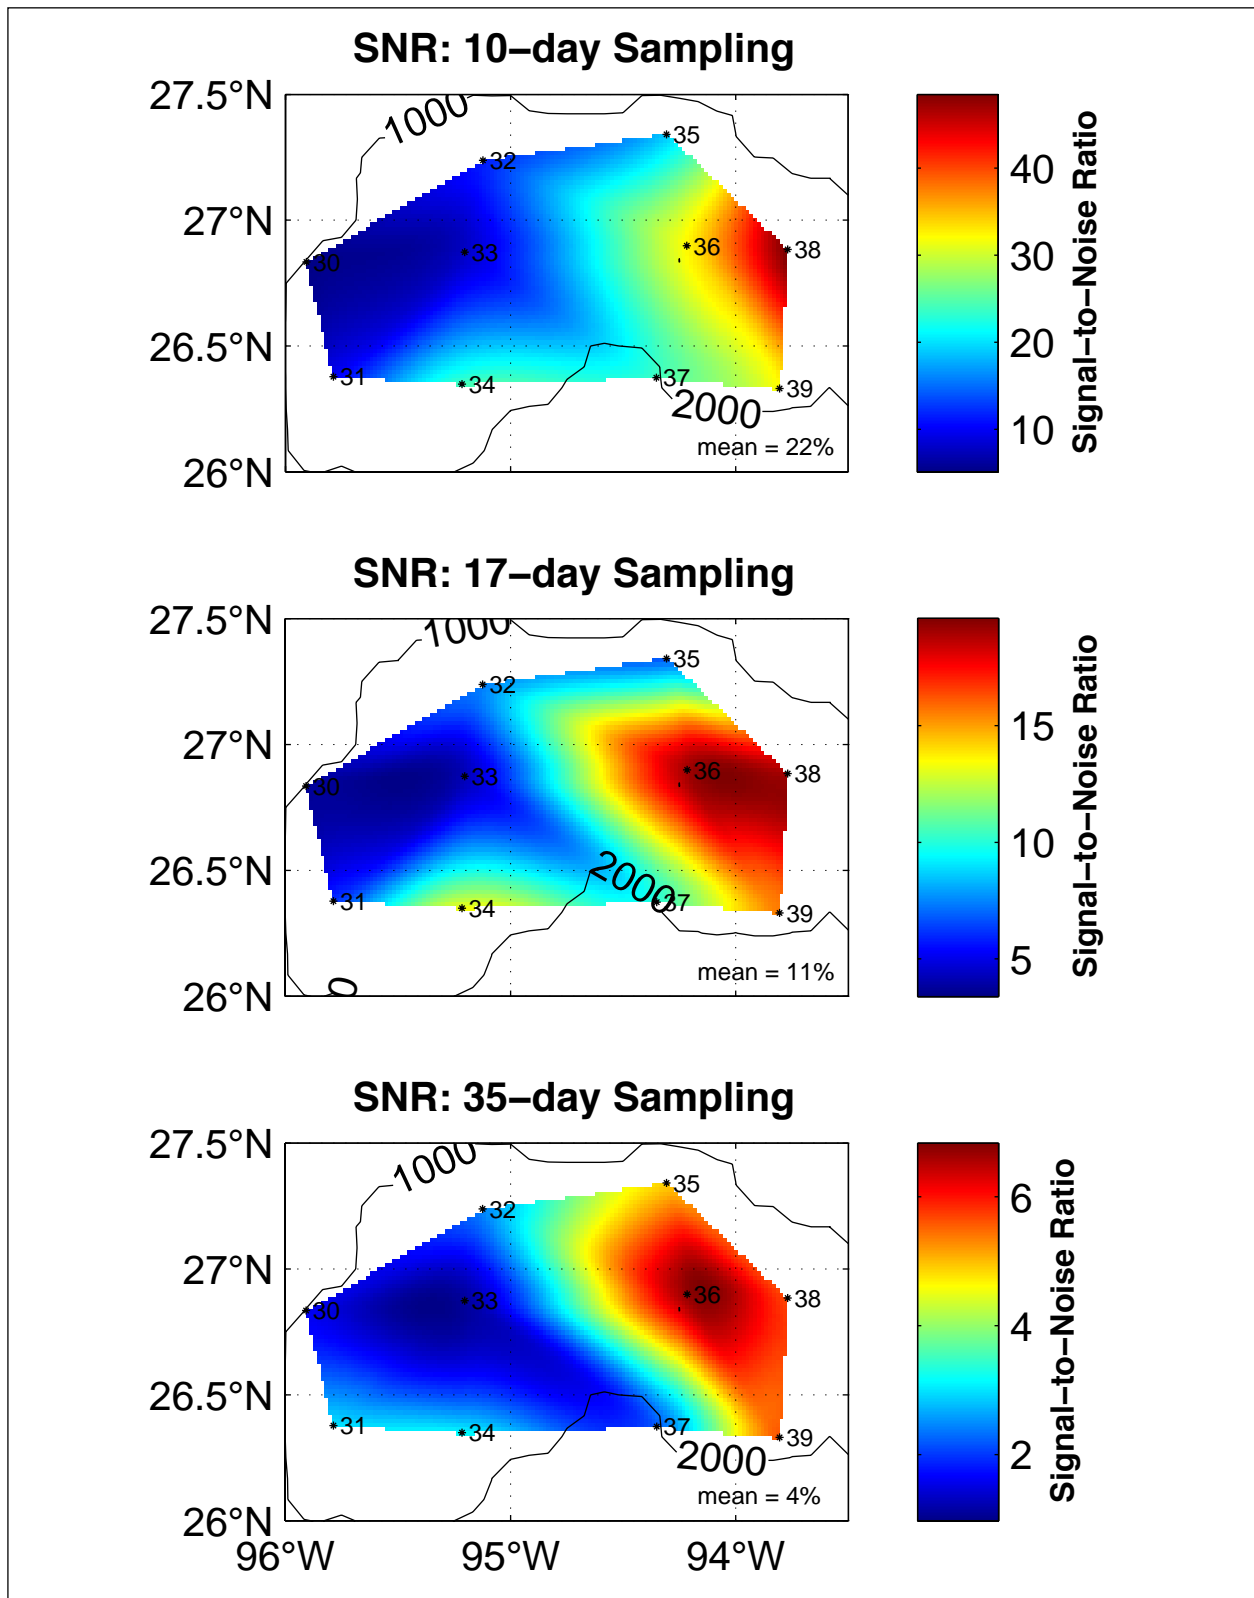 SNR: 10–day Sampling
27.5°N
27°N
26.5°N
26°N
1000
2000
30
31
32
33
34
35
36
37
38
39
mean = 22%
40
30
20
10
Signal–to–Noise Ratio
SNR: 17–day Sampling
27.5°N
27°N
26.5°N
26°N
1000
2000
0
30
31
32
33
34
35
36
37
38
39
mean = 11%
15
10
5
Signal–to–Noise Ratio
SNR: 35–day Sampling
27.5°N
27°N
26.5°N
26°N
1000
2000
30
31
32
33
34
35
36
37
38
39
mean = 4%
96°W
95°W
94°W
6
4
2
Signal–to–Noise Ratio